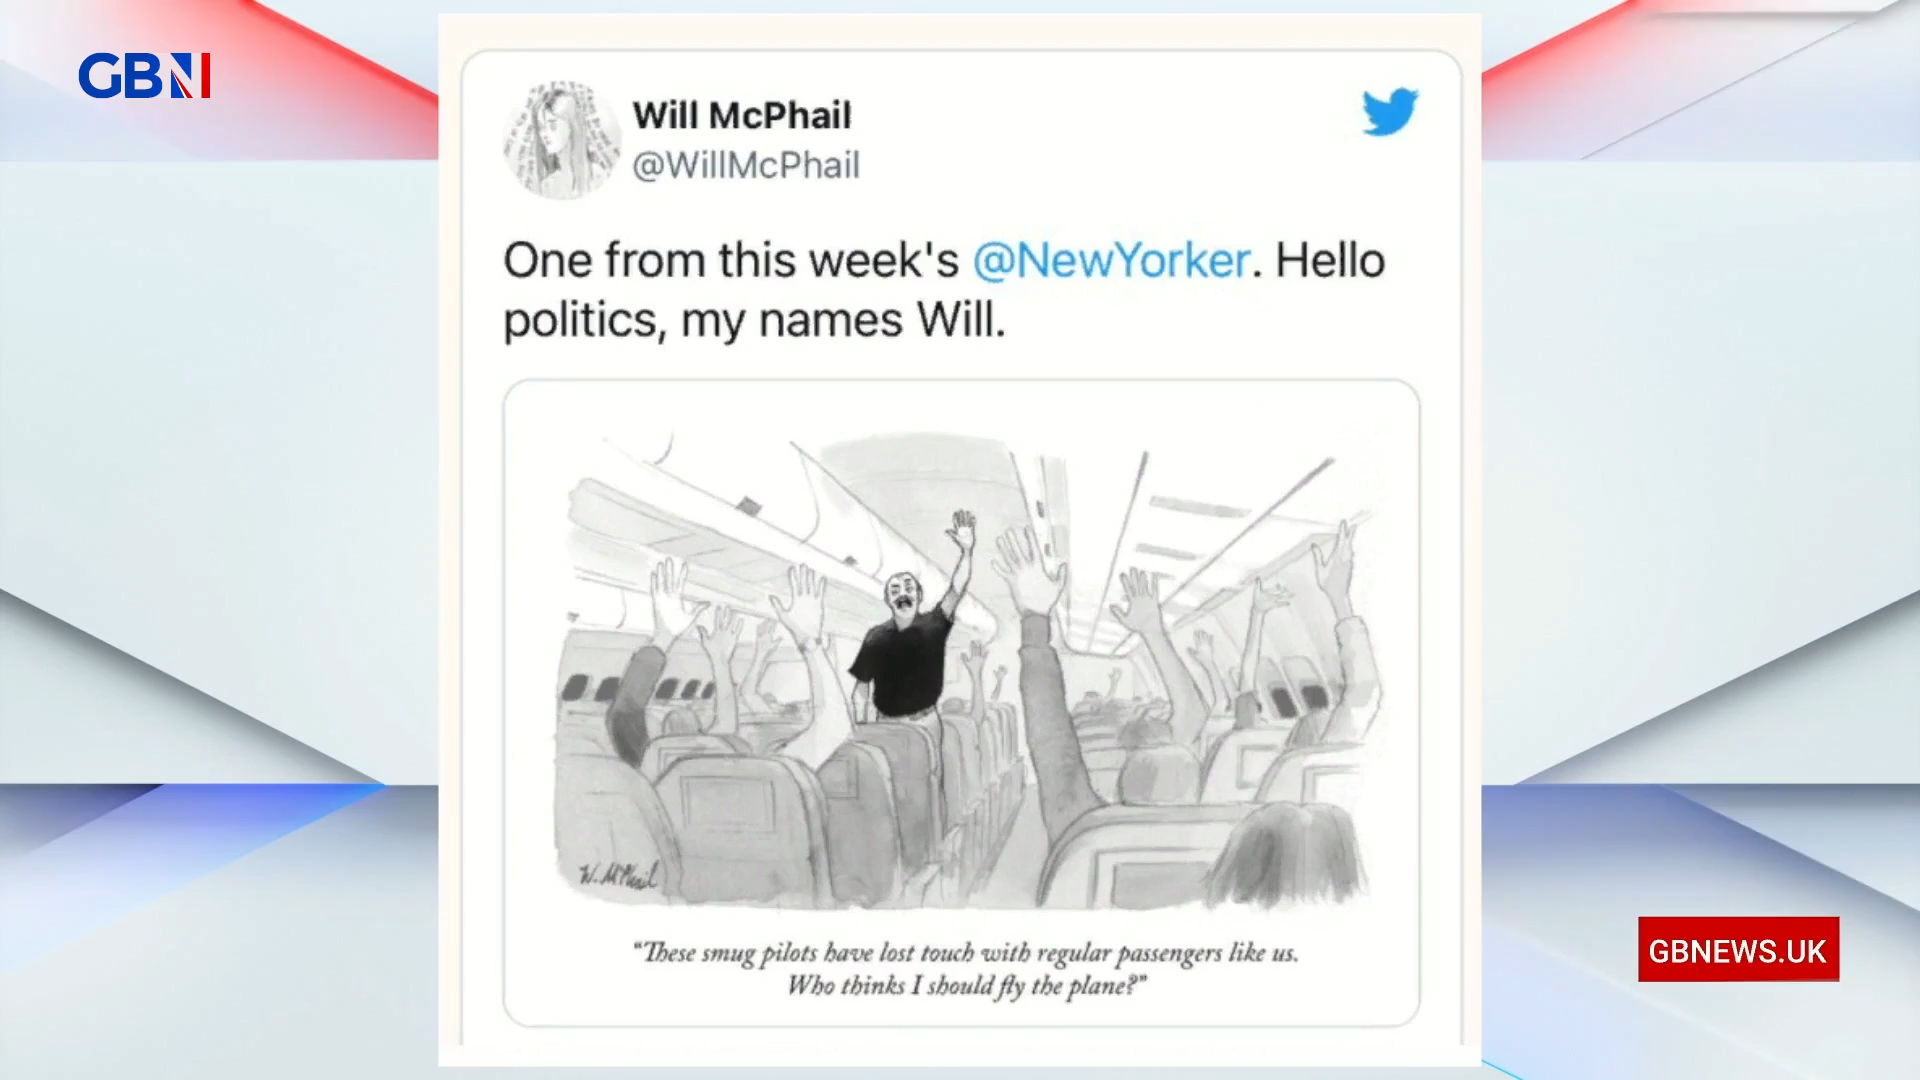 GBN
Will McPhail
@WillMcPhail
One from this week's @NewYorker. Hello
politics, my names Will.
W. McPhail
“These smug pilots have lost touch with regular passengers like us.
Who thinks I should fly the plane?”
GBNEWS.UK